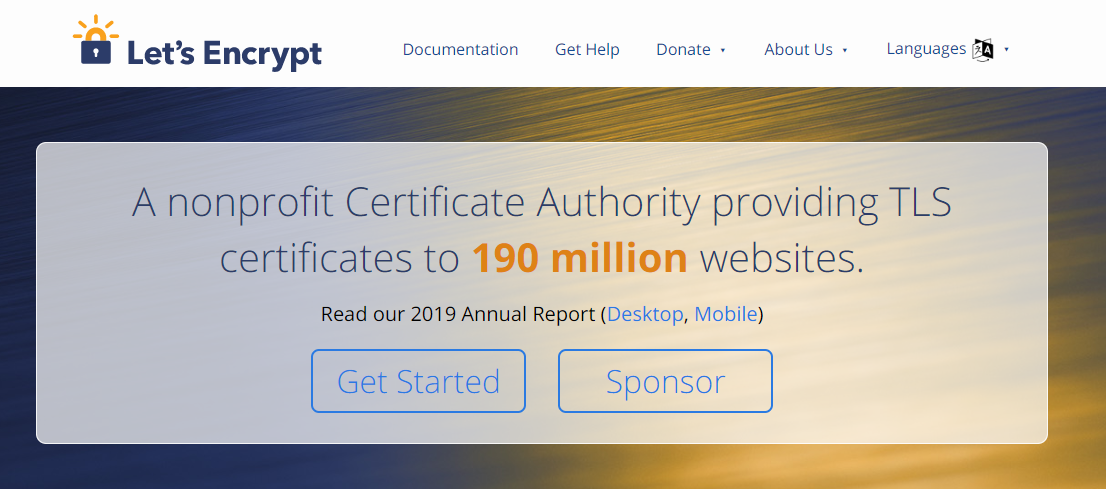 Let's Encrypt
Documentation
Get Help
Donate
About Us
Languages
A nonprofit Certificate Authority providing TLS
certificates to 190 million websites.
Read our 2019 Annual Report (Desktop, Mobile)
Get Started
Sponsor